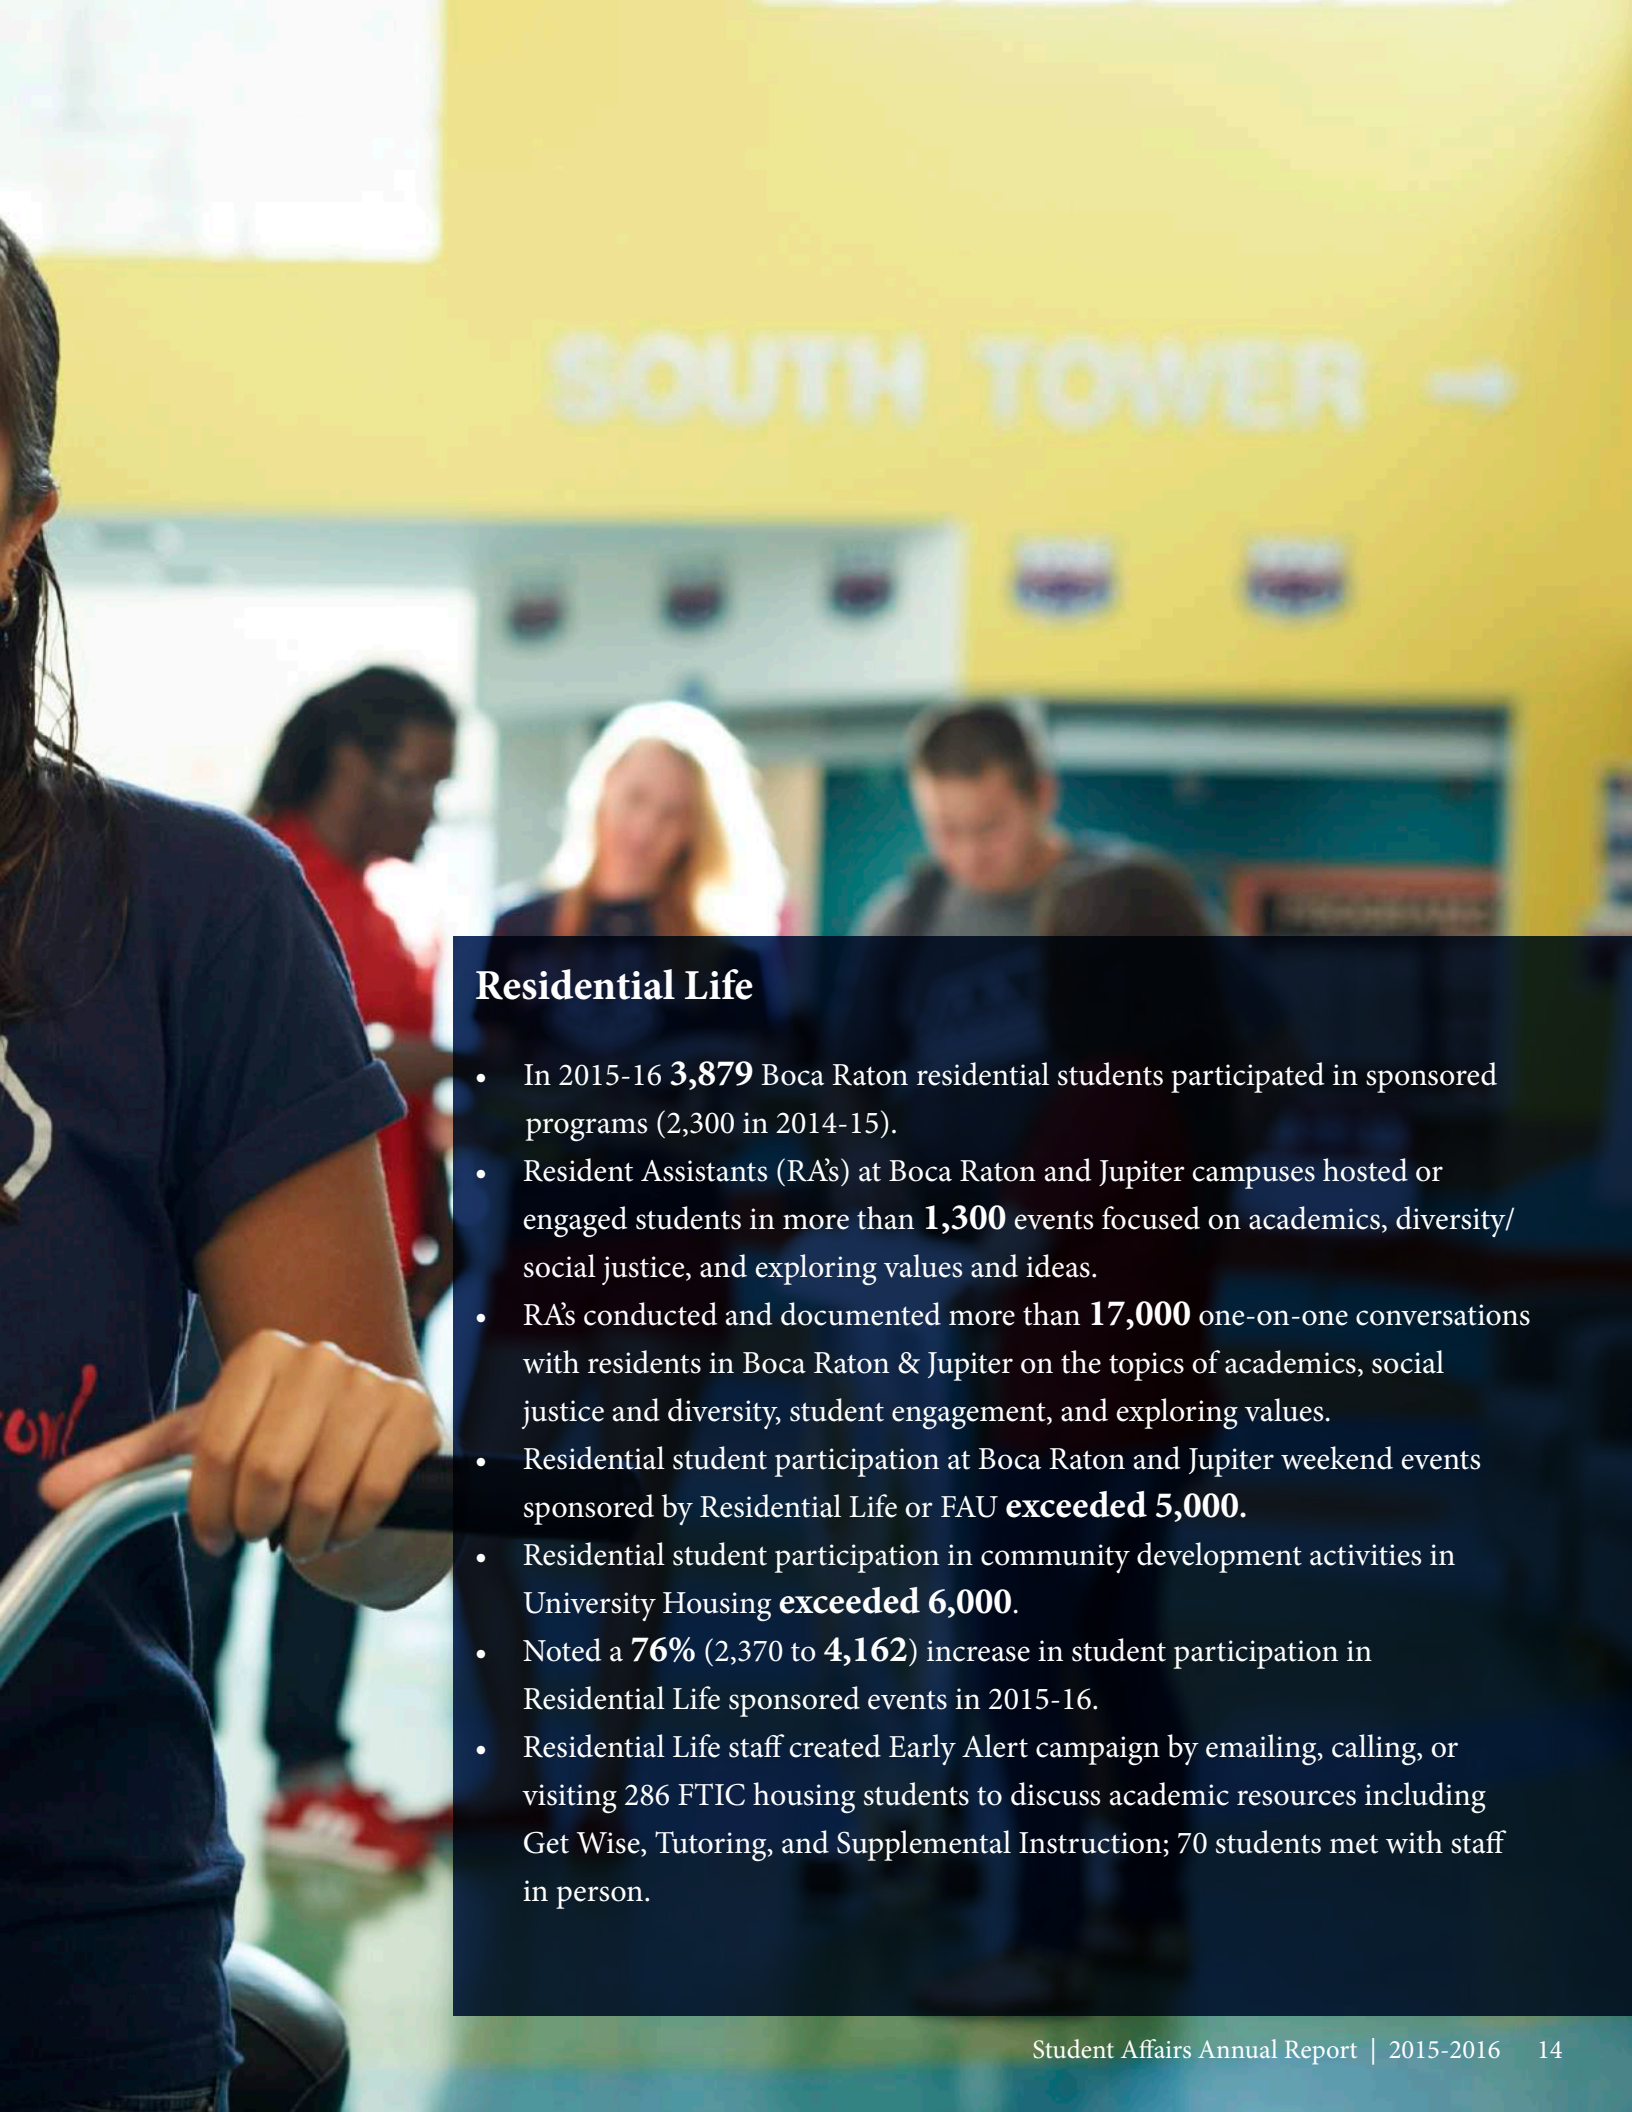 SOUTH TOWER →
ow!
Residential Life
• In 2015-16 3,879 Boca Raton residential students participated in sponsored
programs (2,300 in 2014-15).
• Resident Assistants (RA’s) at Boca Raton and Jupiter campuses hosted or
engaged students in more than 1,300 events focused on academics, diversity/
social justice, and exploring values and ideas.
• RA’s conducted and documented more than 17,000 one-on-one conversations
with residents in Boca Raton & Jupiter on the topics of academics, social
justice and diversity, student engagement, and exploring values.
• Residential student participation at Boca Raton and Jupiter weekend events
sponsored by Residential Life or FAU exceeded 5,000.
• Residential student participation in community development activities in
University Housing exceeded 6,000.
• Noted a 76% (2,370 to 4,162) increase in student participation in
Residential Life sponsored events in 2015-16.
• Residential Life staff created Early Alert campaign by emailing, calling, or
visiting 286 FTIC housing students to discuss academic resources including
Get Wise, Tutoring, and Supplemental Instruction; 70 students met with staff
in person.
Student Affairs Annual Report | 2015-2016 14